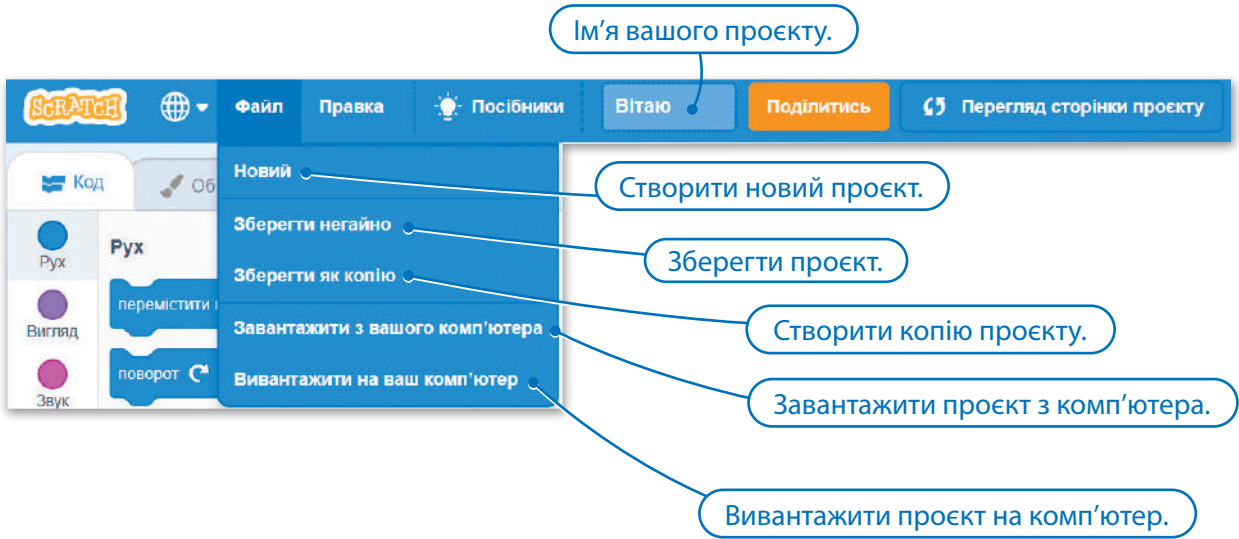 Ім’я вашого проєкту.
SCRATCH Файл Правка Посібники Вітаю Поділитись Перегляд сторінки проєкту
Код Об
Новий
Створити новий проєкт.
Рух
Рух
Зберегти негайно
Зберегти проєкт.
Зберегти як копію
Створити копію проєкту.
перемістити
Вигляд
Завантажити з вашого комп’ютера
Завантажити проєкт з комп’ютера.
поворот
Звук
Вивантажити на ваш комп’ютер
Вивантажити проєкт на комп’ютер.